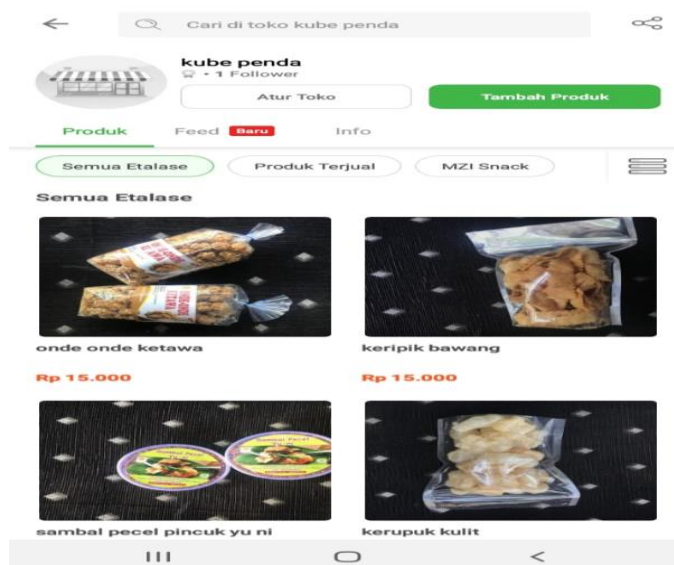 Cari di toko kube penda
kube penda
• 1 Follower
Atur Toko
Tambah Produk
Produk
Feed Baru
Info
Semua Etalase
Produk Terjual
MZI Snack
Semua Etalase
onde onde ketawa
keripik bawang
Rp 15.000
Rp 15.000
Sambal Pecel
sambal pecel pincuk yu ni
kerupuk kulit